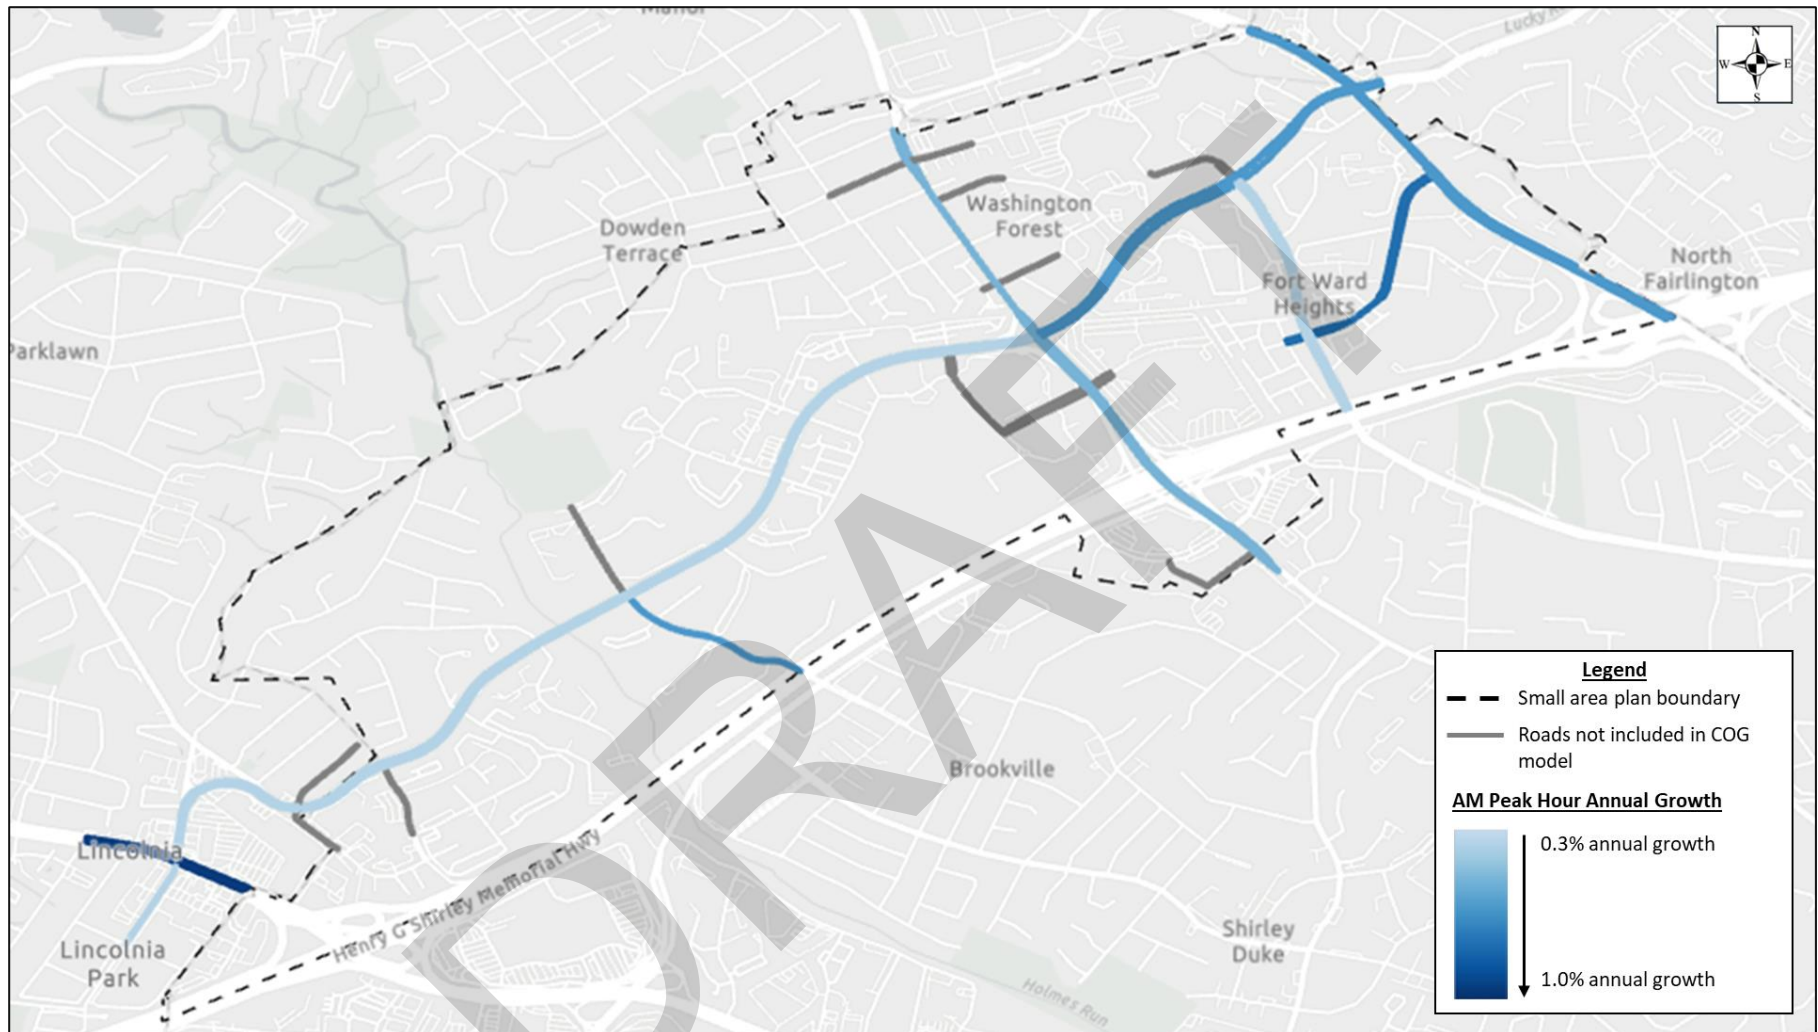 Manor
Lucky R
N
W
E
S
Dowden
Terrace
Washington
Forest
North
Fairlington
Fort Ward
Heights
Parklawn
DRAFT
Brookville
Lincolnia
Henry G Shirley Memorial Hwy
Lincolnia
Park
Shirley
Duke
Holmes Run
Legend
Small area plan boundary
Roads not included in COG
model
AM Peak Hour Annual Growth
0.3% annual growth
1.0% annual growth